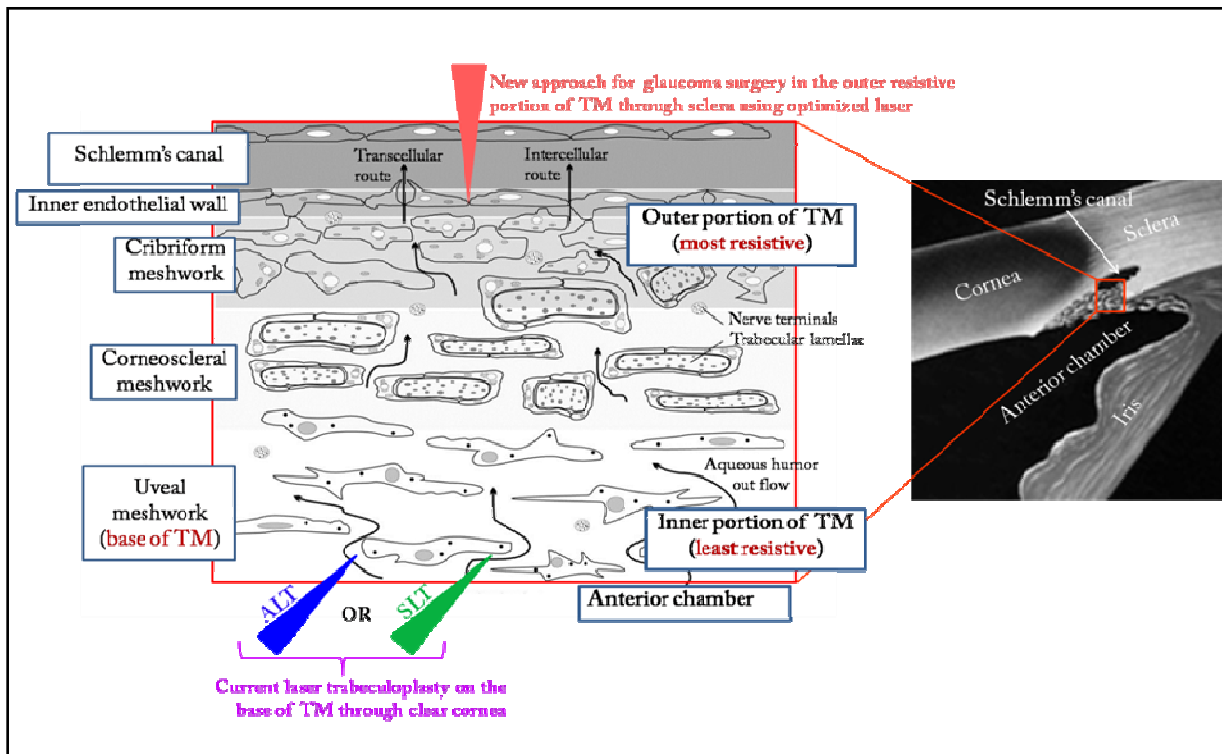 New approach for glaucoma surgery in the outer resistive
portion of TM through sclera using optimized laser
Schlemm's canal
Transcellular
route
Intercellular
route
Inner endothelial wall
Cribriform
meshwork
Outer portion of TM
(most resistive)
Nerve terminals
Trabecular lamellae
Corneoscleral
meshwork
Aqueous humor
out flow
Uveal
meshwork
(base of TM)
Inner portion of TM
(least resistive)
Anterior chamber
ALT
OR
SLT
Current laser trabeculoplasty on the
base of TM through clear cornea
Schlemm's canal
Sclera
Cornea
Anterior chamber
Iris